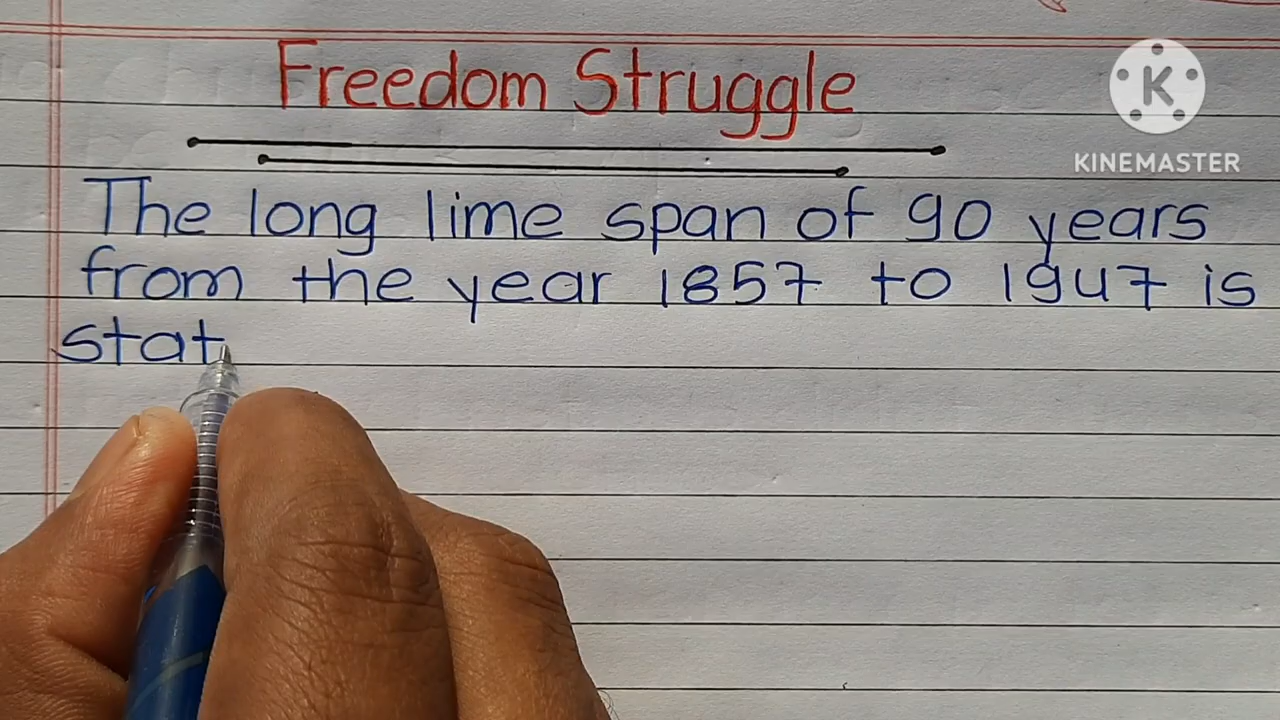 Freedom Struggle
K
KINEMASTER
The long lime span of 90 years
from the year 1857 to 1947 is
stat